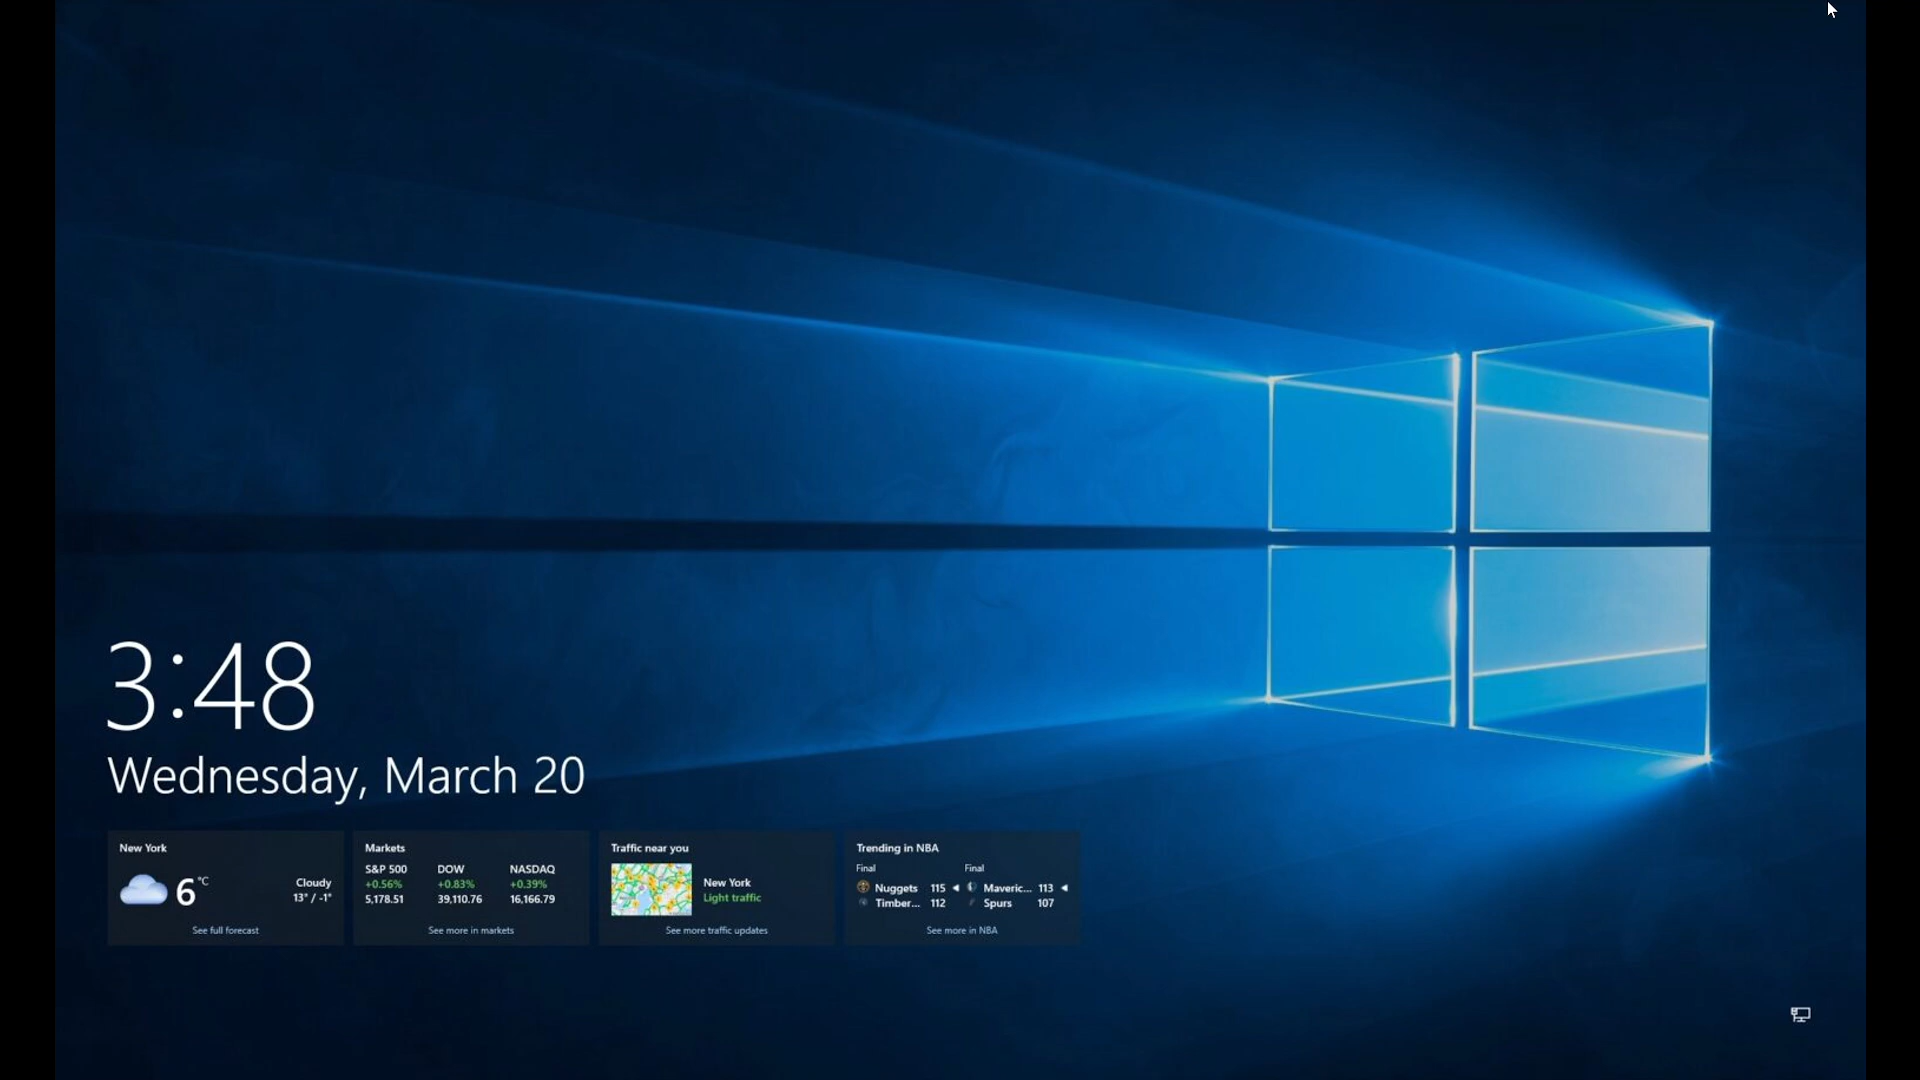 3:48
Wednesday, March 20
New York
6 °C
Cloudy
13° / -1°
See full forecast
Markets
S&P 500 DOW NASDAQ
+0.56% +0.83% +0.39%
5,178.51 39,110.76 16,166.79
See more in markets
Traffic near you
New York
Light traffic
See more traffic updates
Trending in NBA
Final Final
Nuggets 115 Maveric... 113
Timber... 112 Spurs 107
See more in NBA